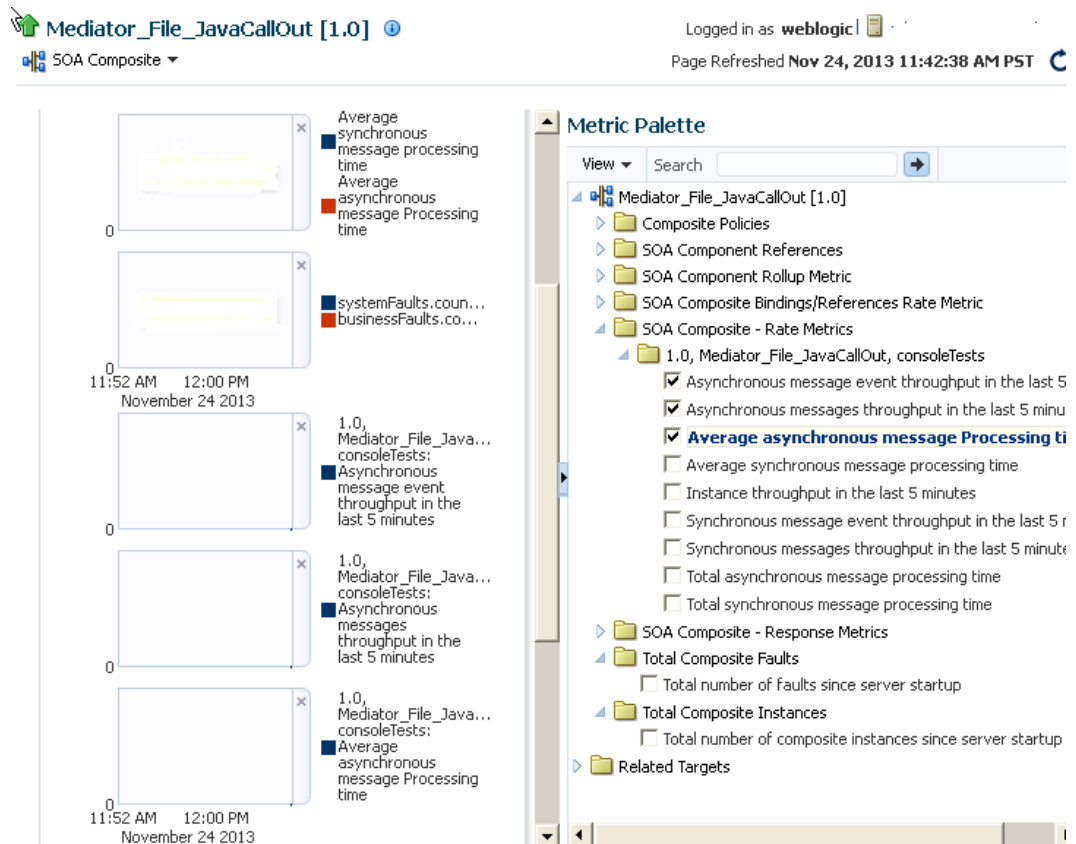 Mediator_File_JavaCallOut [1.0]
Logged in as weblogic
SOA Composite
Page Refreshed Nov 24, 2013 11:42:38 AM PST
Average
synchronous
message processing
time
Average
asynchronous
message Processing
time
0
systemFaults.coun...
businessFaults.co...
0
11:52 AM 12:00 PM
November 24 2013
1.0,
Mediator_File_Java...
consoleTests:
Asynchronous
message event
throughput in the
last 5 minutes
0
1.0,
Mediator_File_Java...
consoleTests:
Asynchronous
messages
throughput in the
last 5 minutes
0
1.0,
Mediator_File_Java...
consoleTests:
Average
asynchronous
message Processing
time
0
11:52 AM 12:00 PM
November 24 2013
Metric Palette
View Search
Mediator_File_JavaCallOut [1.0]
Composite Policies
SOA Component References
SOA Component Rollup Metric
SOA Composite Bindings/References Rate Metric
SOA Composite - Rate Metrics
1.0, Mediator_File_JavaCallOut, consoleTests
Asynchronous message event throughput in the last 5
Asynchronous messages throughput in the last 5 minu
Average asynchronous message Processing ti
Average synchronous message processing time
Instance throughput in the last 5 minutes
Synchronous message event throughput in the last 5
Synchronous messages throughput in the last 5 minute
Total asynchronous message processing time
Total synchronous message processing time
SOA Composite - Response Metrics
Total Composite Faults
Total number of faults since server startup
Total Composite Instances
Total number of composite instances since server startup
Related Targets